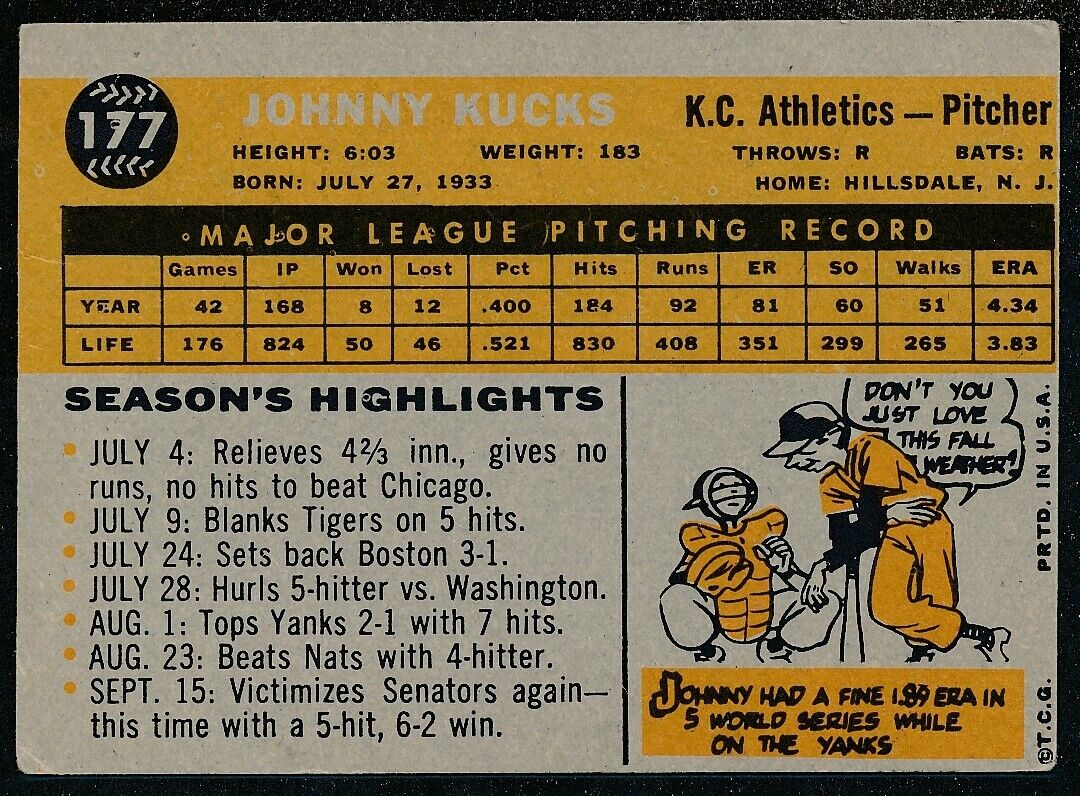 177
JOHNNY KUCKS
K.C. Athletics — Pitcher
HEIGHT: 6:03 WEIGHT: 183 THROWS: R BATS: R
BORN: JULY 27, 1933 HOME: HILLSDALE, N. J.
MAJOR LEAGUE PITCHING RECORD
Games IP Won Lost Pct Hits Runs ER SO Walks ERA
YEAR 42 168 8 12 .400 184 92 81 60 51 4.34
LIFE 176 824 50 46 .521 830 408 351 299 265 3.83
SEASON'S HIGHLIGHTS
• JULY 4: Relieves 4⅔ inn., gives no
runs, no hits to beat Chicago.
• JULY 9: Blanks Tigers on 5 hits.
• JULY 24: Sets back Boston 3-1.
• JULY 28: Hurls 5-hitter vs. Washington.
• AUG. 1: Tops Yanks 2-1 with 7 hits.
• AUG. 23: Beats Nats with 4-hitter.
• SEPT. 15: Victimizes Senators again—
this time with a 5-hit, 6-2 win.
DON'T YOU
JUST LOVE
THIS FALL
WEATHER!
JOHNNY HAD A FINE 1.89 ERA IN
5 WORLD SERIES WHILE
ON THE YANKS
©T.C.G. PRTD. IN U.S.A.